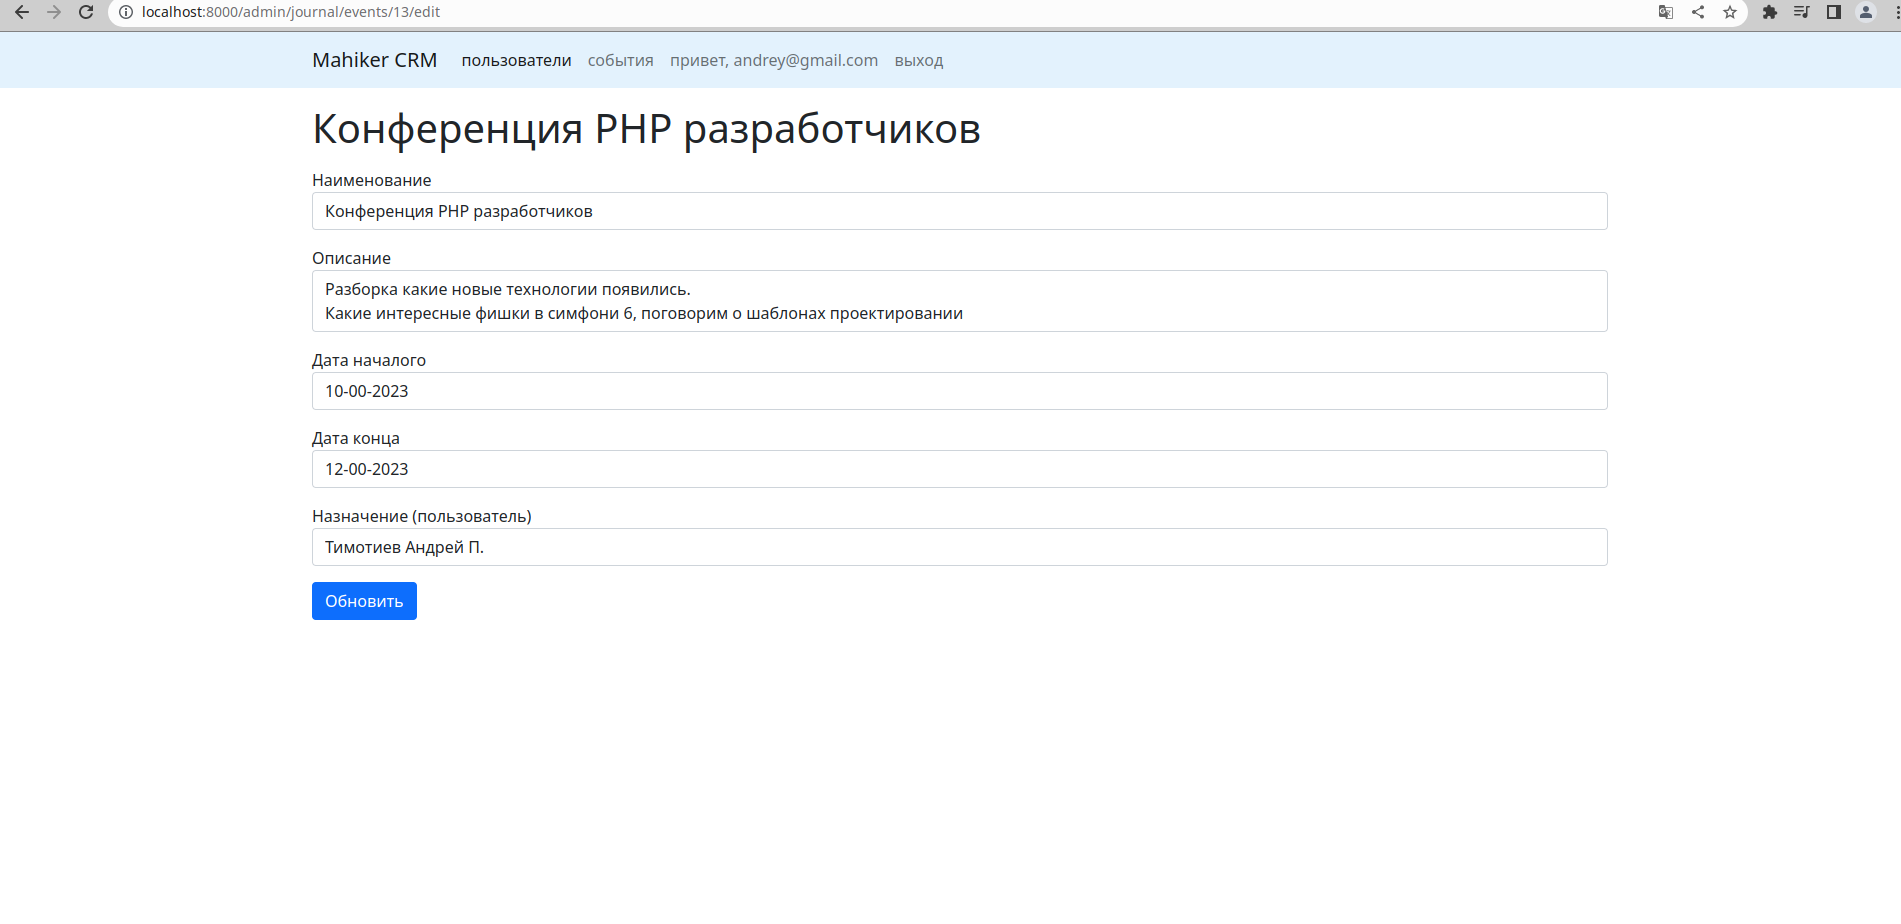 localhost:8000/admin/journal/events/13/edit
Mahiker CRM пользователи события привет, andrey@gmail.com выход
Конференция PHP разработчиков
Наименование
Конференция PHP разработчиков
Описание
Разборка какие новые технологии появились.
Какие интересные фишки в симфони 6, поговорим о шаблонах проектировании
Дата началого
10-00-2023
Дата конца
12-00-2023
Назначение (пользователь)
Тимотиев Андрей П.
Обновить